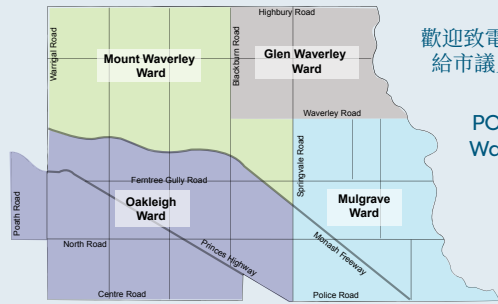 Highbury Road
歡迎致電
Warrigal Road
Mount Waverley
Ward
Blackburn Road
Glen Waverley
Ward
給市議
Waverley Road
PO
Wa
Springvale Road
Ferntree Gully Road
Poath Road
Oakleigh
Ward
Mulgrave
Ward
North Road
Princes Highway
Monash Freeway
Centre Road
Police Road